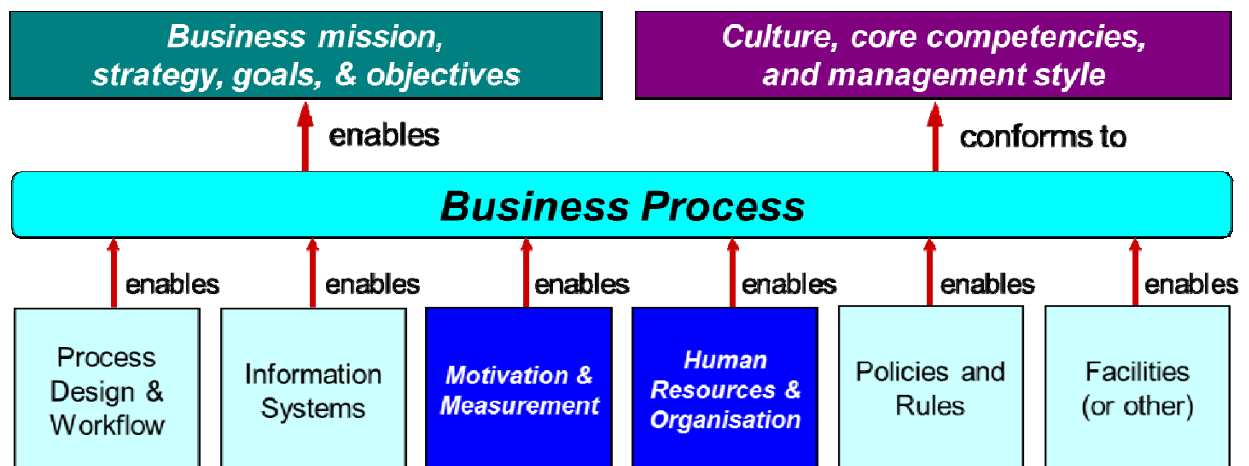 Business mission,
strategy, goals, & objectives
Culture, core competencies,
and management style
enables
conforms to
Business Process
enables
enables
enables
enables
enables
enables
Process
Design &
Workflow
Information
Systems
Motivation &
Measurement
Human
Resources &
Organisation
Policies and
Rules
Facilities
(or other)